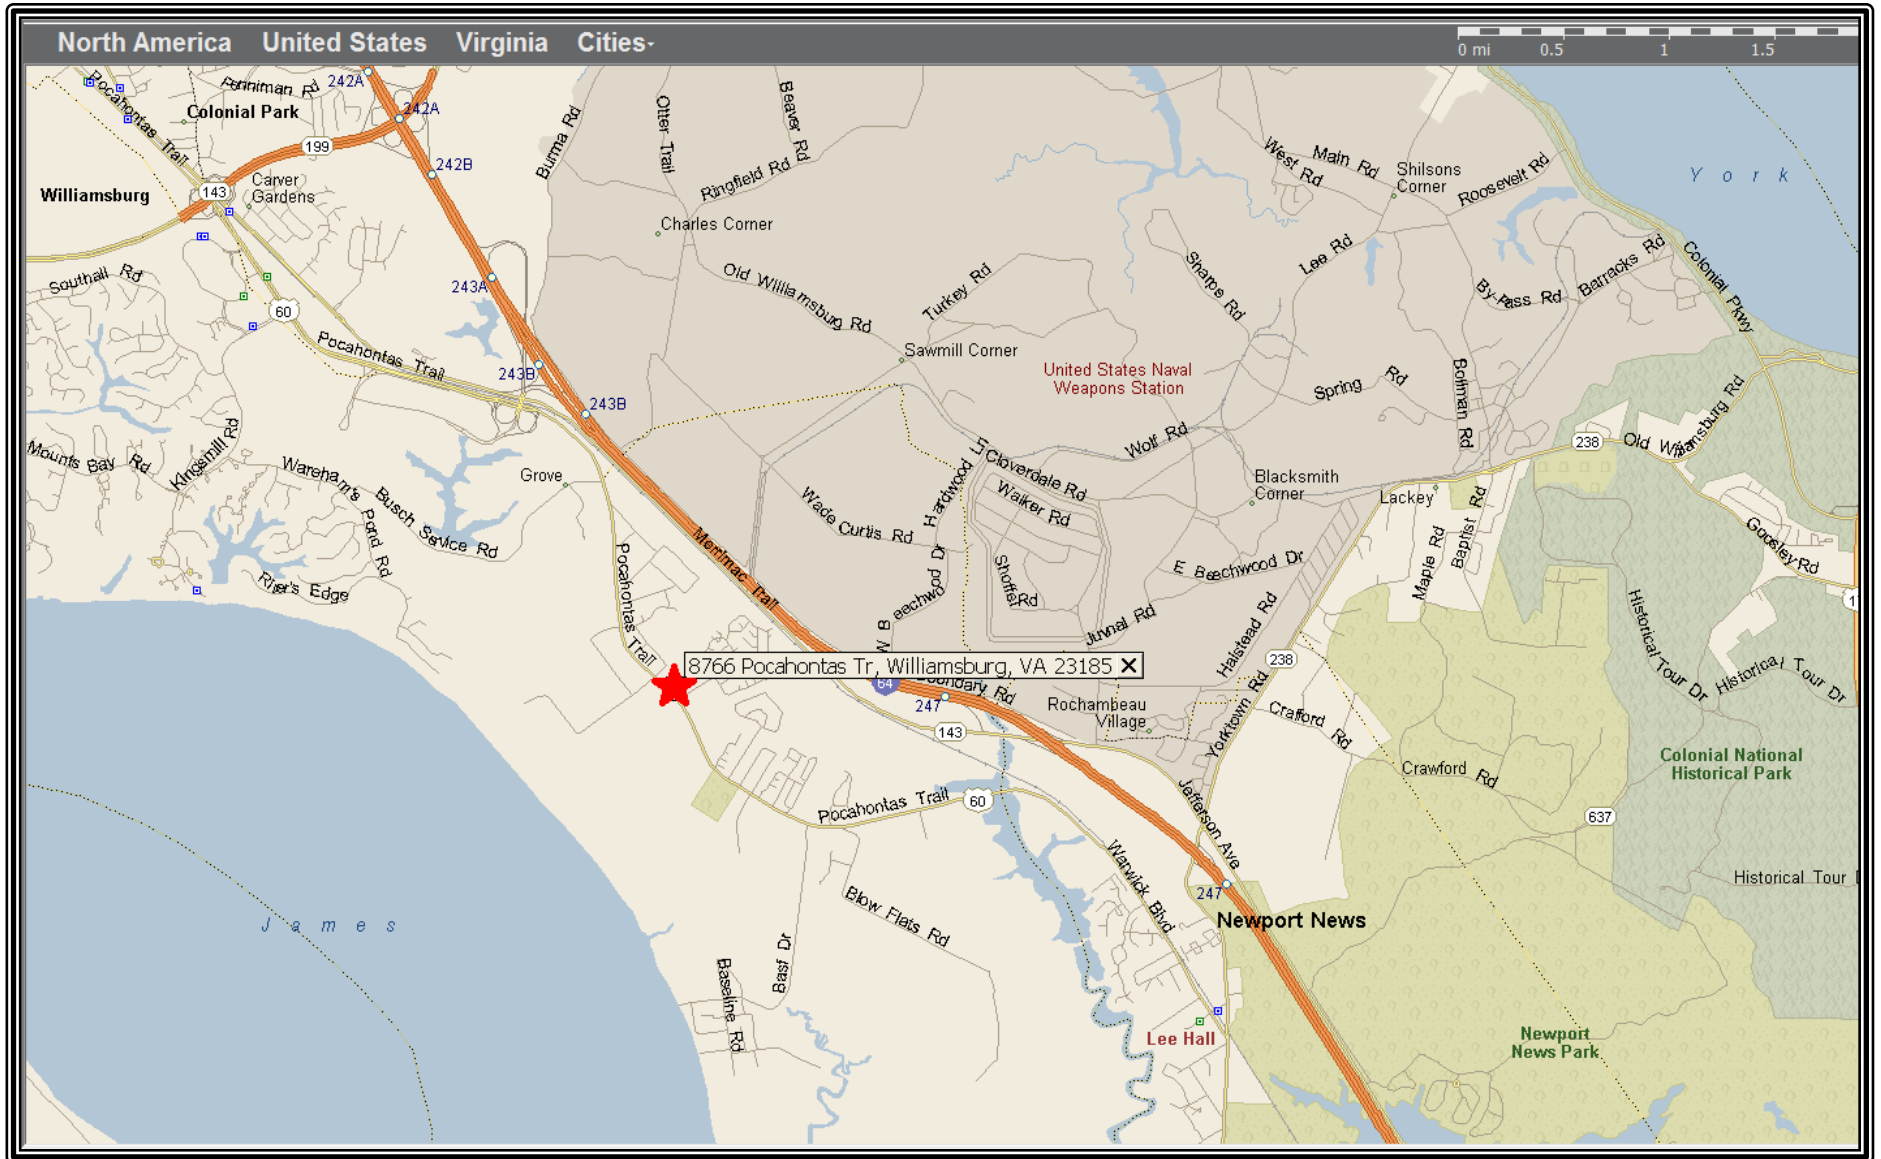 North America United States Virginia Cities
0 mi 0.5 1 1.5
Pocahontas Trail
Penniman Rd
242A
242A
Colonial Park
199
242B
Williamsburg
143
Carver
Gardens
Southall Rd
243A
60
Pocahontas Trail
243B
243B
Burma Rd
Otter Trail
Beaver Rd
Ringfield Rd
Charles Corner
Old Williamsburg Rd
Turkey Rd
Sawmill Corner
United States Naval
Weapons Station
Sharps Rd
Lee Rd
West Rd
Main Rd
Shilsons
Corner
Roosevelt Rd
York
By-Pass Rd
Barracks Rd
Colonial Pkwy
Spring Rd
Bollman Rd
238
Old Williamsburg Rd
Mounts Bay Rd
Kingsmill Rd
Wareham's Pond Rd
Busch Service Rd
Grove
River's Edge
Pocahontas Trail
Merrimac Trail
Wade Curtis Rd
Hardwood Ln
Cloverdale Rd
Walker Rd
Wolf Rd
Blacksmith
Corner
Lackey
Shoffer Rd
W Beechwood Dr
E Beechwood Dr
Juvnal Rd
Halstead Rd
Maple Rd
Baptist Rd
Goosley Rd
Historical Tour Dr
Historical Tour Dr
8766 Pocahontas Tr, Williamsburg, VA 23185
64
Boundary Rd
247
143
Rochambeau
Village
Yorktown Rd
238
Crafford Rd
Crawford Rd
Colonial National
Historical Park
637
Pocahontas Trail
60
Jefferson Ave
Warwick Blvd
247
Newport News
Historical Tour
James
Blow Flats Rd
Basf Dr
Baseline Rd
Lee Hall
Newport
News Park